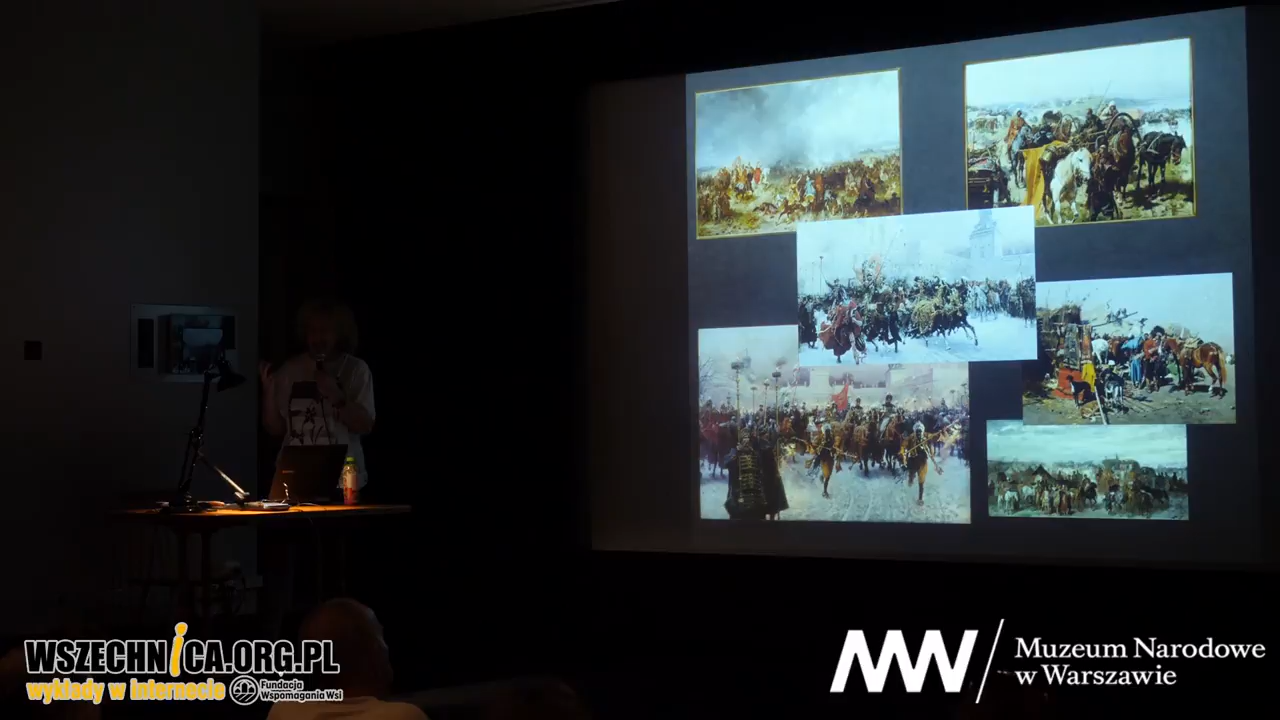 WSZECHNiCA.ORG.PL
wykłady w internecie
Fundacja
Wspomagania Wsi
Muzeum Narodowe
w Warszawie